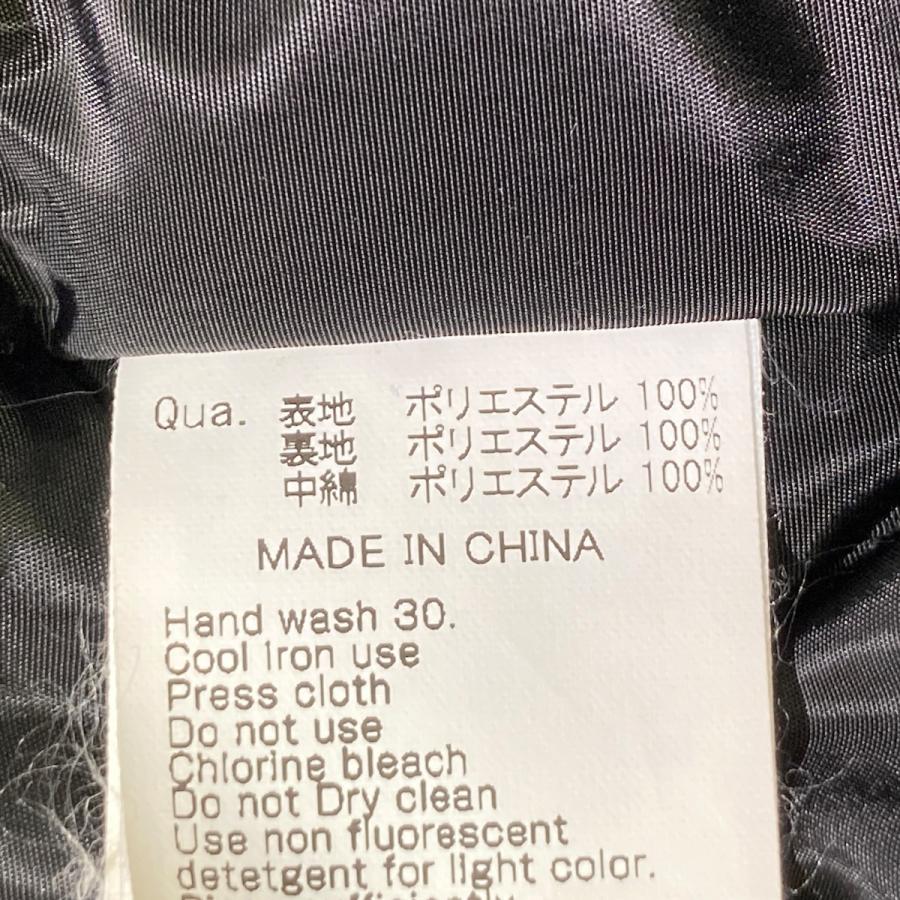 Qua. 表地 ポリエステル 100%
裏地 ポリエステル 100%
中綿 ポリエステル 100%
MADE IN CHINA
Hand wash 30.
Cool Iron use
Press cloth
Do not use
Chlorine bleach
Do not Dry clean
Use non fluorescent
detetgent for light color.